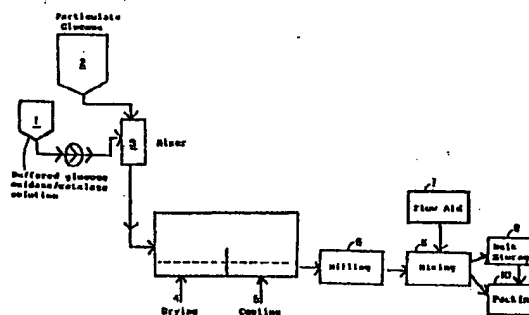 Particulate
Glucose
2
1
3
Mixer
Buffered glucose
oxidase/catalase
solution
7
Flow Aid
6
Milling
8
Mixing
9
Bulk
Storage
10
Packing
4
Drying
5
Cooling